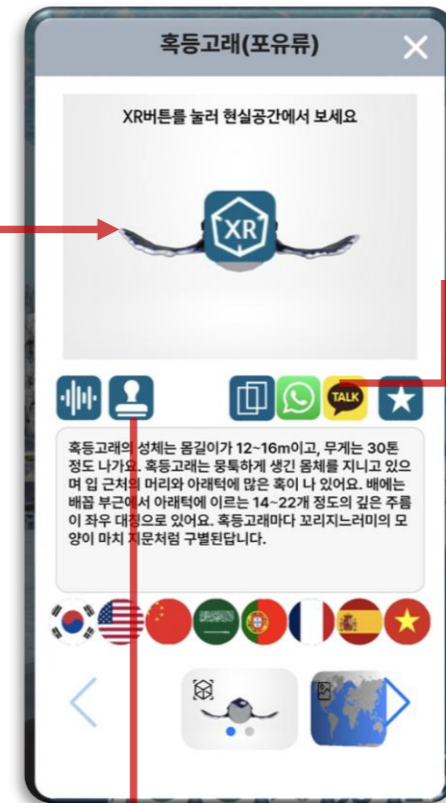 혹등고래(포유류)
XR버튼를 눌러 현실공간에서 보세요
XR
TALK
혹등고래의 성체는 몸길이가 12~16m이고, 무게는 30톤
정도 나가요. 혹등고래는 뭉툭하게 생긴 몸체를 지니고 있으
며 입 근처의 머리와 아래턱에 많은 혹이 나 있어요. 배에는
배꼽 부근에서 아래턱에 이르는 14~22개 정도의 깊은 주름
이 좌우 대칭으로 있어요. 혹등고래마다 꼬리지느러미의 모
양이 마치 지문처럼 구별된답니다.